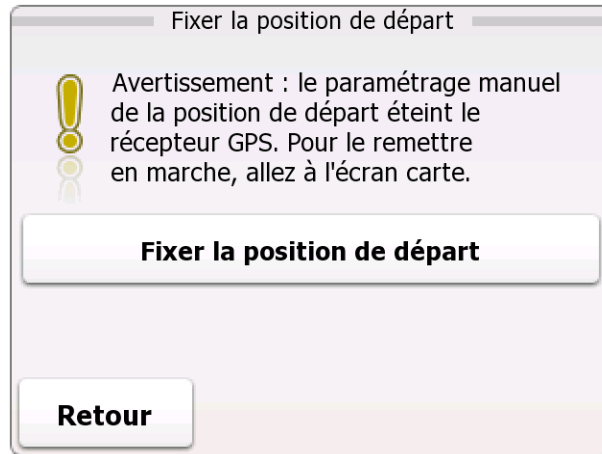 Fixer la position de départ
Avertissement : le paramétrage manuel
de la position de départ éteint le
récepteur GPS. Pour le remettre
en marche, allez à l'écran carte.
Fixer la position de départ
Retour